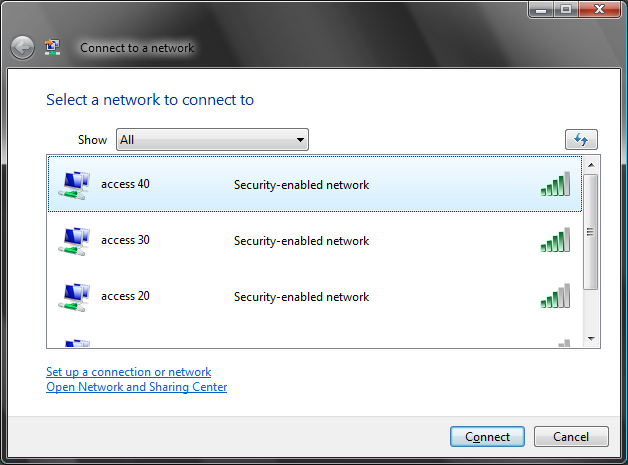 Connect to a network
Select a network to connect to
Show All
access 40 Security-enabled network
access 30 Security-enabled network
access 20 Security-enabled network
Set up a connection or network
Open Network and Sharing Center
Connect Cancel